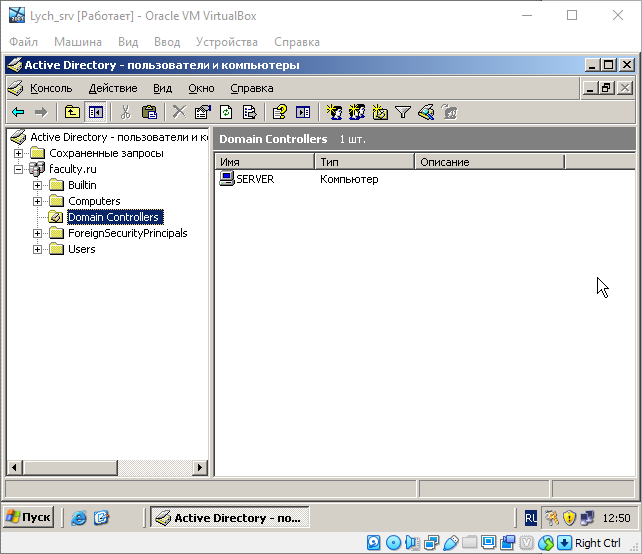 Lych_srv [Работает] - Oracle VM VirtualBox
Файл Машина Вид Ввод Устройства Справка
Active Directory - пользователи и компьютеры
Консоль Действие Вид Окно Справка
Active Directory - пользователи и к
Сохраненные запросы
faculty.ru
Builtin
Computers
Domain Controllers
ForeignSecurityPrincipals
Users
Domain Controllers 1 шт.
Имя Тип Описание
SERVER Компьютер
Пуск Active Directory - по... RU 12:50
Right Ctrl